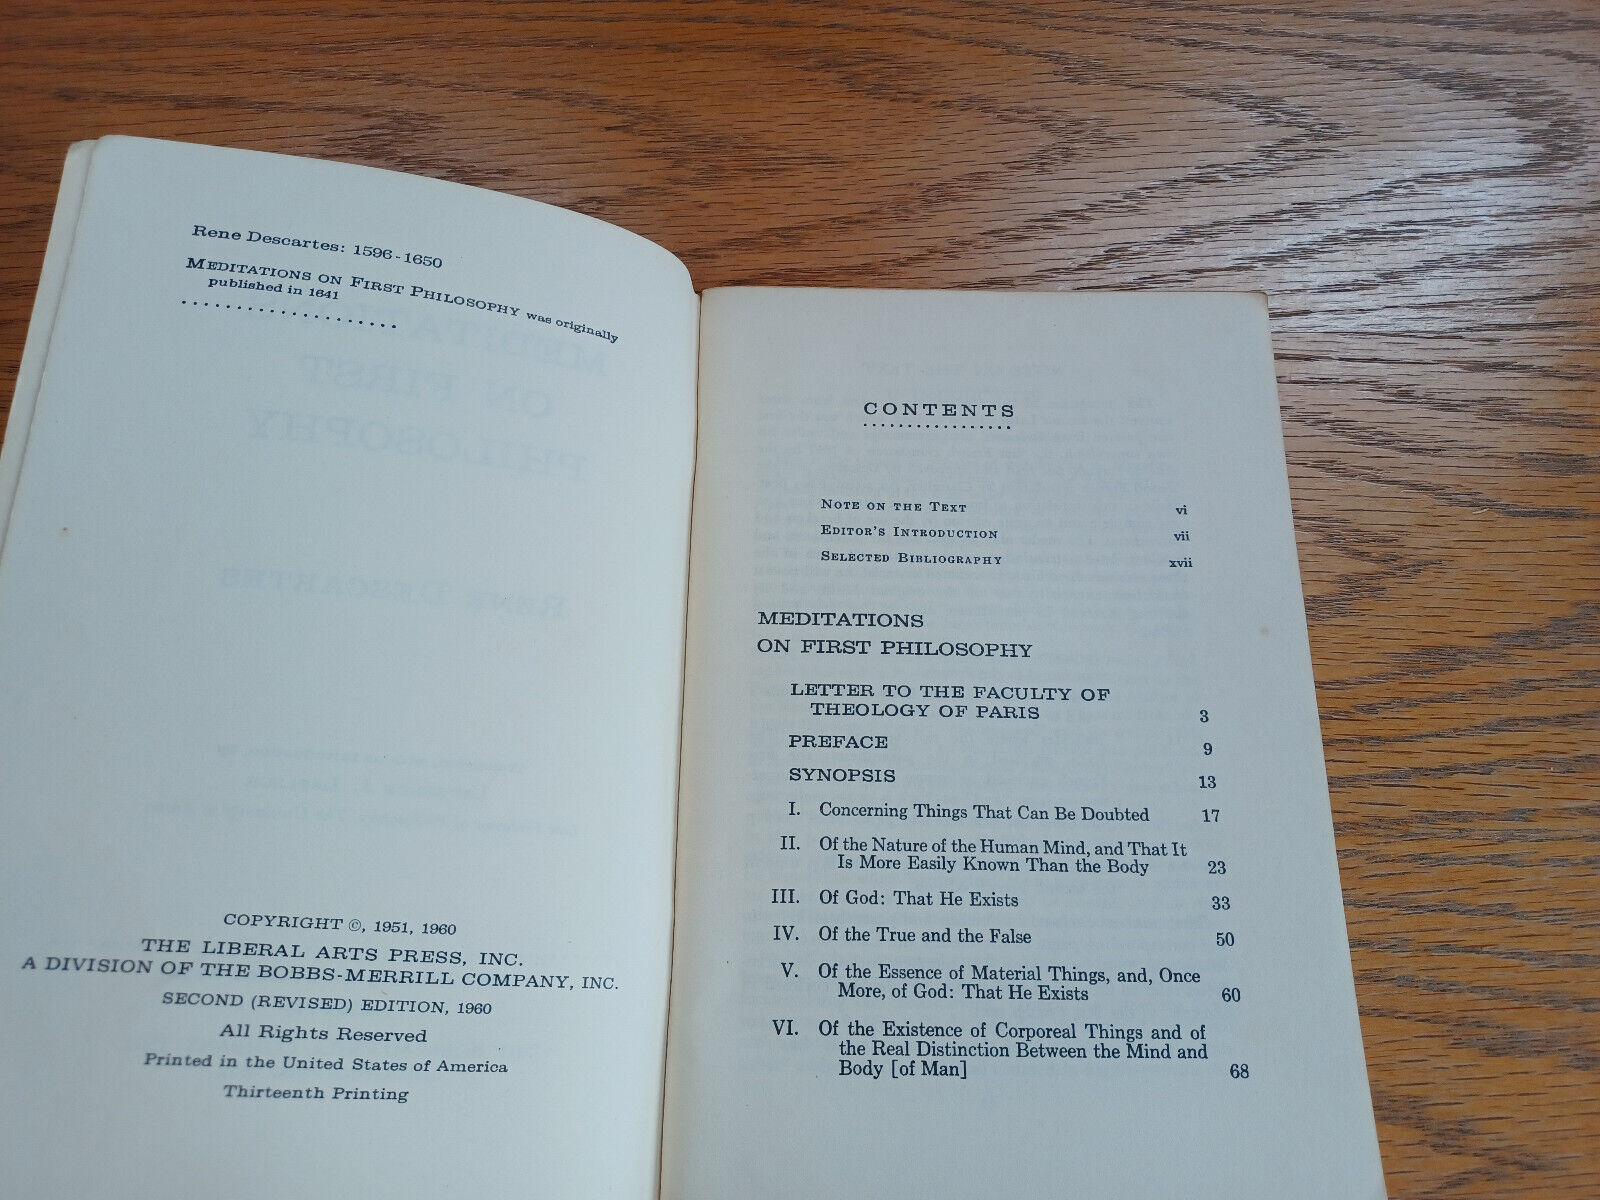 Rene Descartes: 1596-1650
MEDITATIONS ON FIRST PHILOSOPHY was originally
published in 1641
COPYRIGHT ©, 1951, 1960
THE LIBERAL ARTS PRESS, INC.
A DIVISION OF THE BOBBS-MERRILL COMPANY, INC.
SECOND (REVISED) EDITION, 1960
All Rights Reserved
Printed in the United States of America
Thirteenth Printing
CONTENTS
NOTE ON THE TEXT vi
EDITOR'S INTRODUCTION vii
SELECTED BIBLIOGRAPHY xvii
MEDITATIONS
ON FIRST PHILOSOPHY
LETTER TO THE FACULTY OF
THEOLOGY OF PARIS 3
PREFACE 9
SYNOPSIS 13
I. Concerning Things That Can Be Doubted 17
II. Of the Nature of the Human Mind, and That It
Is More Easily Known Than the Body 23
III. Of God: That He Exists 33
IV. Of the True and the False 50
V. Of the Essence of Material Things, and, Once
More, of God: That He Exists 60
VI. Of the Existence of Corporeal Things and of
the Real Distinction Between the Mind and
Body [of Man] 68